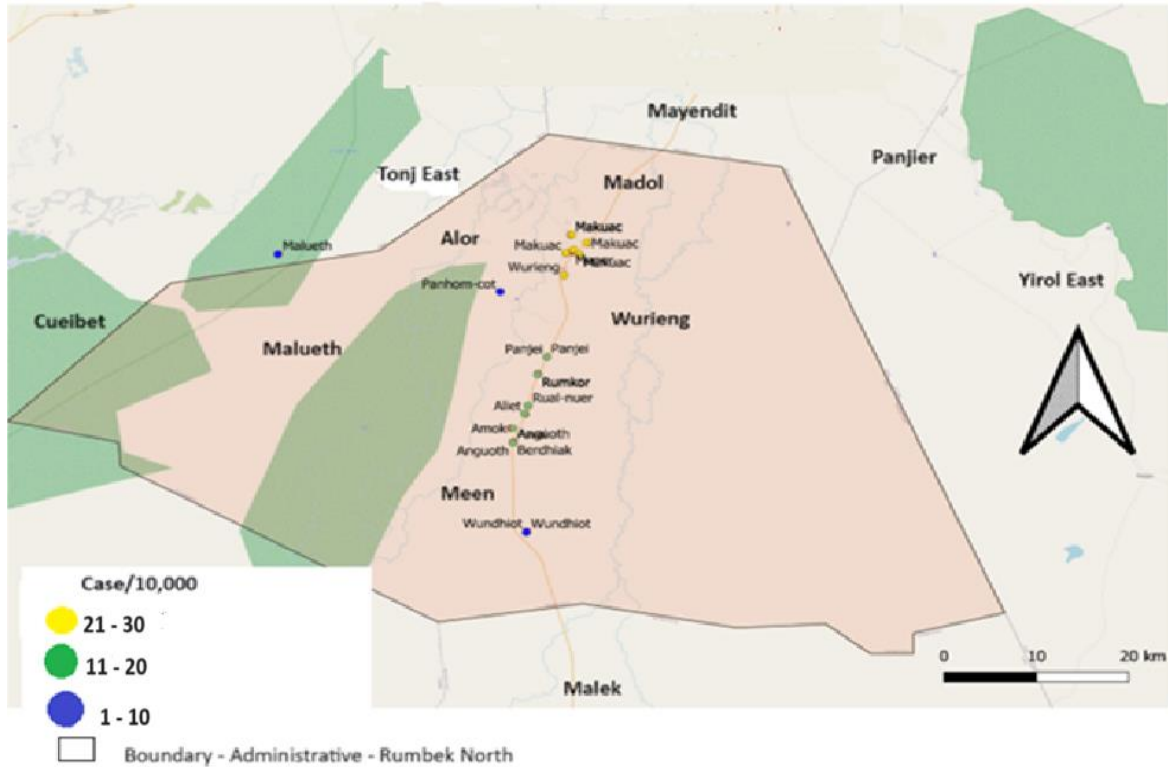 Mayendit
Panjier
Tonj East
Madol
Makuac
Alor
Makuac
Makuac
Malueth
Makuac
Wurieng
Panhom-cot
Yirol East
Cueibet
Wurieng
Malueth
Panjei
Panjei
Rumkor
Rual-nuer
Aliet
Amok
Anguoth
Anguoth
Berdhiak
Meen
Wundhiot
Wundhiot
Case/10,000
21 - 30
11 - 20
1 - 10
0 10 20 km
Malek
Boundary - Administrative - Rumbek North